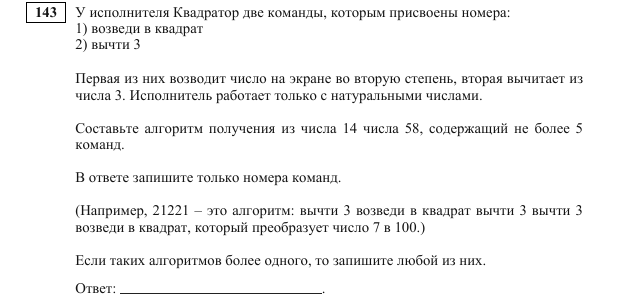 143 У исполнителя Квадратор две команды, которым присвоены номера:
1) возведи в квадрат
2) вычти 3
Первая из них возводит число на экране во вторую степень, вторая вычитает из
числа 3. Исполнитель работает только с натуральными числами.
Составьте алгоритм получения из числа 14 числа 58, содержащий не более 5
команд.
В ответе запишите только номера команд.
(Например, 21221 – это алгоритм: вычти 3 возведи в квадрат вычти 3 вычти 3
возведи в квадрат, который преобразует число 7 в 100.)
Если таких алгоритмов более одного, то запишите любой из них.
Ответ: ___________________________.